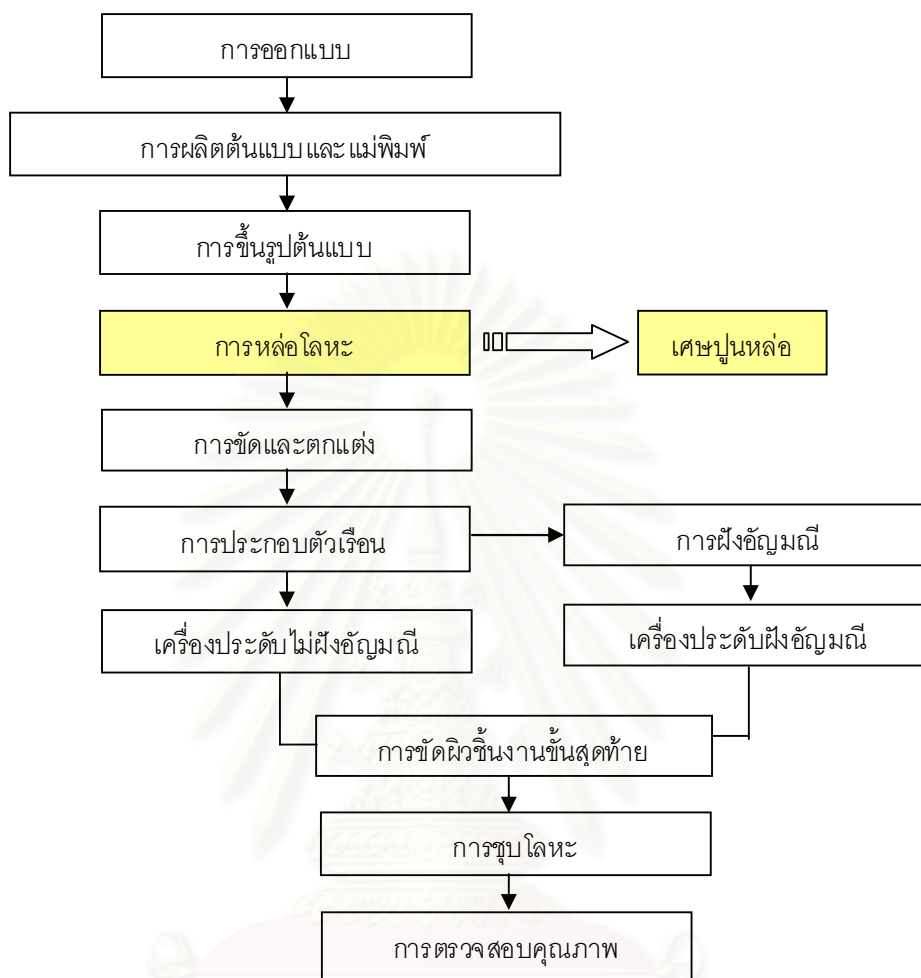 การออกแบบ
การผลิตต้นแบบและแม่พิมพ์
การขึ้นรูปต้นแบบ
การหล่อโลหะ
เศษปูนหล่อ
การขัดและตกแต่ง
การประกอบตัวเรือน
การฝังอัญมณี
เครื่องประดับไม่ฝังอัญมณี
เครื่องประดับฝังอัญมณี
การขัดผิวชิ้นงานขั้นสุดท้าย
การชุบโลหะ
การตรวจสอบคุณภาพ